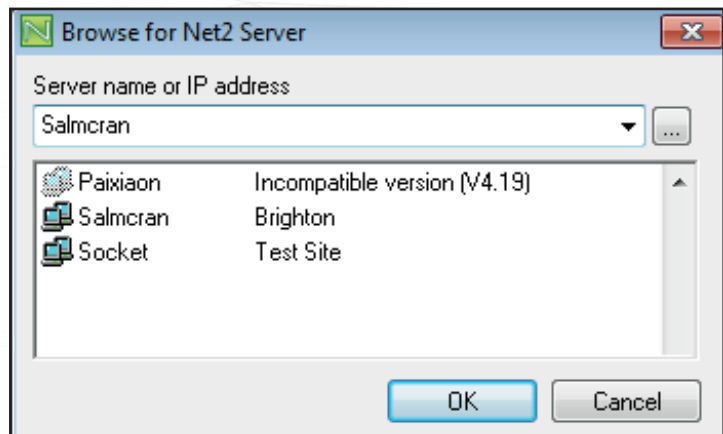 Browse for Net2 Server
Server name or IP address
Salmcran
...
Paixiaon Incompatible version (V4.19)
Salmcran Brighton
Socket Test Site
OK Cancel